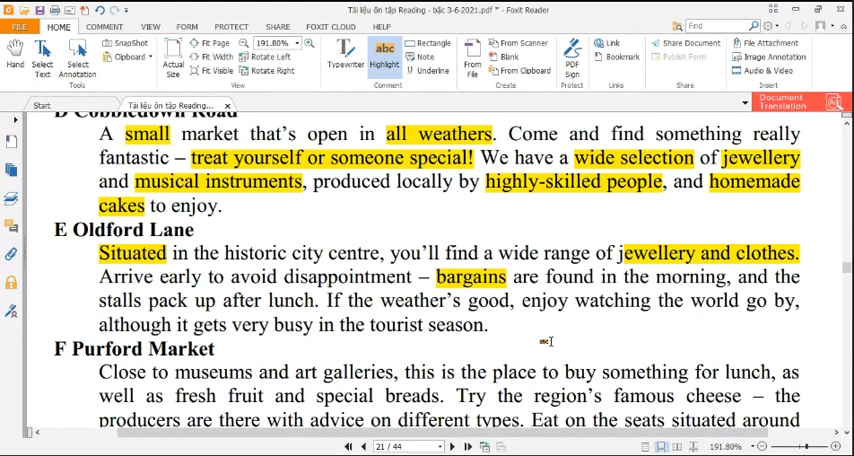 Tài liệu ôn tập Reading - bậc 3-6-2021.pdf * - Foxit Reader
FILE HOME COMMENT VIEW FORM PROTECT SHARE FOXIT CLOUD HELP
Find
Hand
Select Text
Select Annotation
SnapShot
Clipboard
Tools
Actual Size
Fit Page
Fit Width
Fit Visible
191.80%
Rotate Left
Rotate Right
View
Typewriter
abc
Highlight
Rectangle
Note
Underline
Comment
From File
From Scanner
Blank
From Clipboard
Create
PDF Sign
Protect
Link
Bookmark
Links
Share Document
Publish Form
Share
File Attachment
Image Annotation
Audio & Video
Insert
Start
Tài liệu ôn tập Reading...
Document Translation
D Cobbledown Road
A small market that's open in all weathers. Come and find something really
fantastic – treat yourself or someone special! We have a wide selection of jewellery
and musical instruments, produced locally by highly-skilled people, and homemade
cakes to enjoy.
E Oldford Lane
Situated in the historic city centre, you'll find a wide range of jewellery and clothes.
Arrive early to avoid disappointment – bargains are found in the morning, and the
stalls pack up after lunch. If the weather's good, enjoy watching the world go by,
although it gets very busy in the tourist season.
F Purford Market
Close to museums and art galleries, this is the place to buy something for lunch, as
well as fresh fruit and special breads. Try the region's famous cheese – the
producers are there with advice on different types. Eat on the seats situated around
21 / 44
191.80%